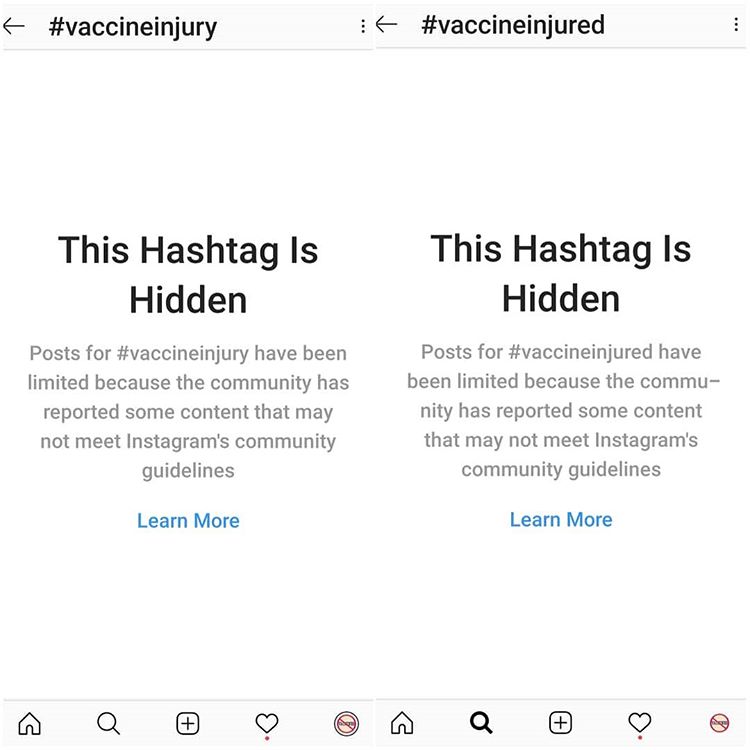 #vaccineinjury
This Hashtag Is
Hidden
Posts for #vaccineinjury have been
limited because the community has
reported some content that may
not meet Instagram's community
guidelines
Learn More
#vaccineinjured
This Hashtag Is
Hidden
Posts for #vaccineinjured have
been limited because the commu–
nity has reported some content
that may not meet Instagram's
community guidelines
Learn More